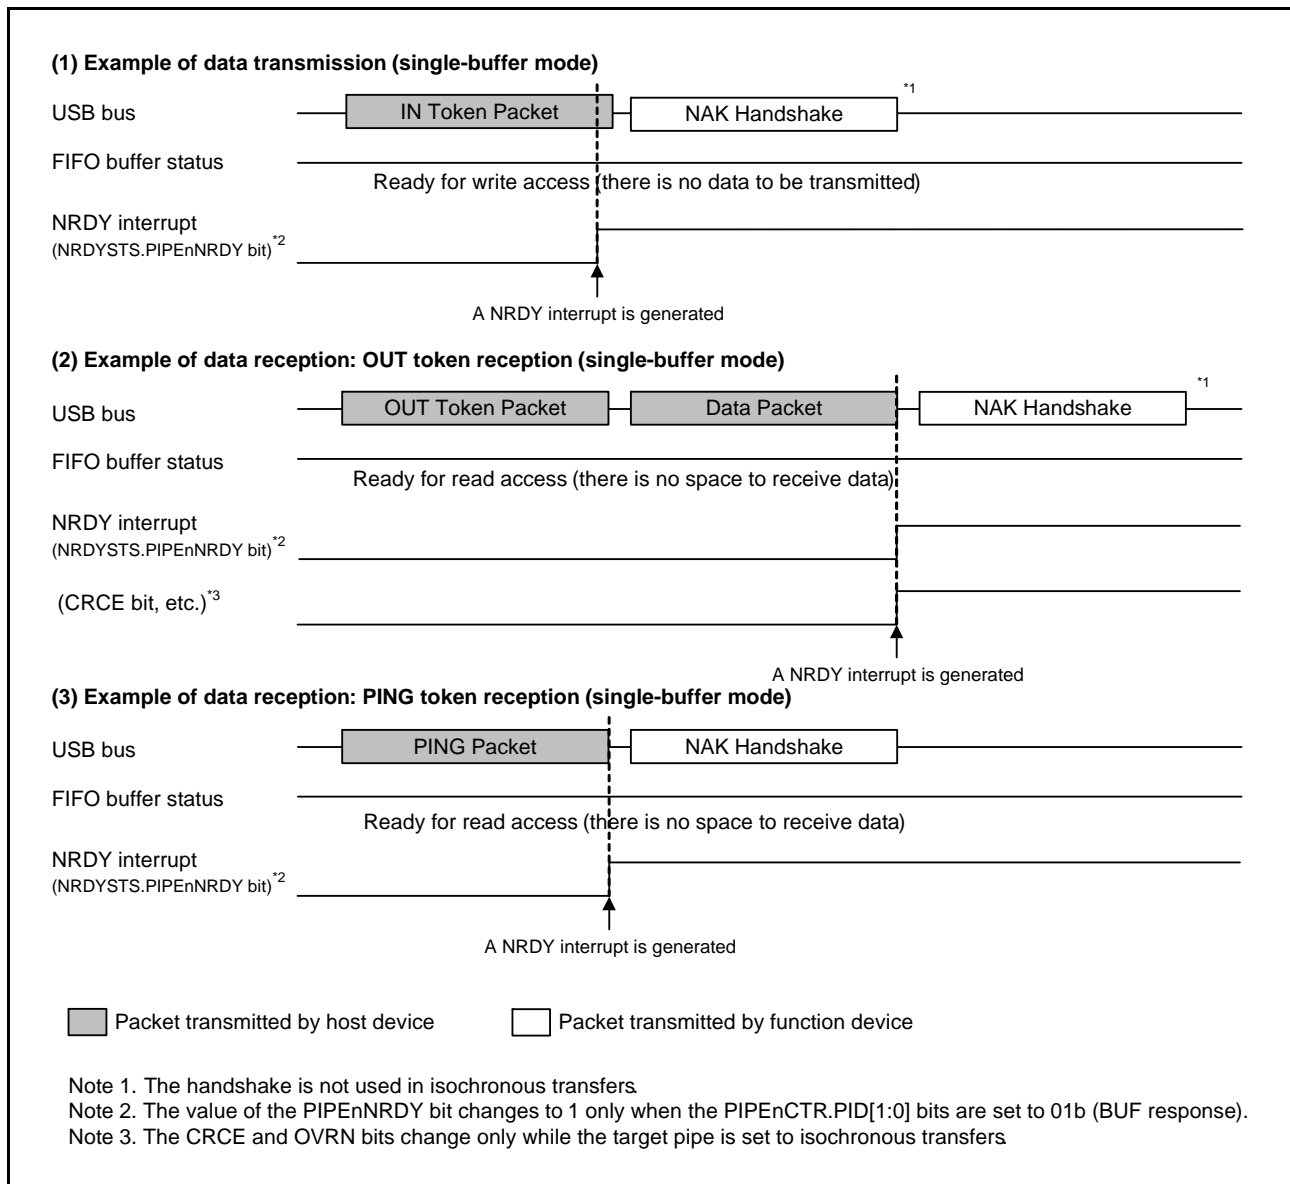 (1) Example of data transmission (single-buffer mode)
USB bus
IN Token Packet
NAK Handshake
*1
FIFO buffer status
Ready for write access (there is no data to be transmitted)
NRDY interrupt
(NRDYSTS.PIPEnNRDY bit)*2
A NRDY interrupt is generated
(2) Example of data reception: OUT token reception (single-buffer mode)
USB bus
OUT Token Packet
Data Packet
NAK Handshake
*1
FIFO buffer status
Ready for read access (there is no space to receive data)
NRDY interrupt
(NRDYSTS.PIPEnNRDY bit)*2
(CRCE bit, etc.)*3
A NRDY interrupt is generated
(3) Example of data reception: PING token reception (single-buffer mode)
USB bus
PING Packet
NAK Handshake
FIFO buffer status
Ready for read access (there is no space to receive data)
NRDY interrupt
(NRDYSTS.PIPEnNRDY bit)*2
A NRDY interrupt is generated
Packet transmitted by host device
Packet transmitted by function device
Note 1. The handshake is not used in isochronous transfers.
Note 2. The value of the PIPEnNRDY bit changes to 1 only when the PIPEnCTR.PID[1:0] bits are set to 01b (BUF response).
Note 3. The CRCE and OVRN bits change only while the target pipe is set to isochronous transfers.